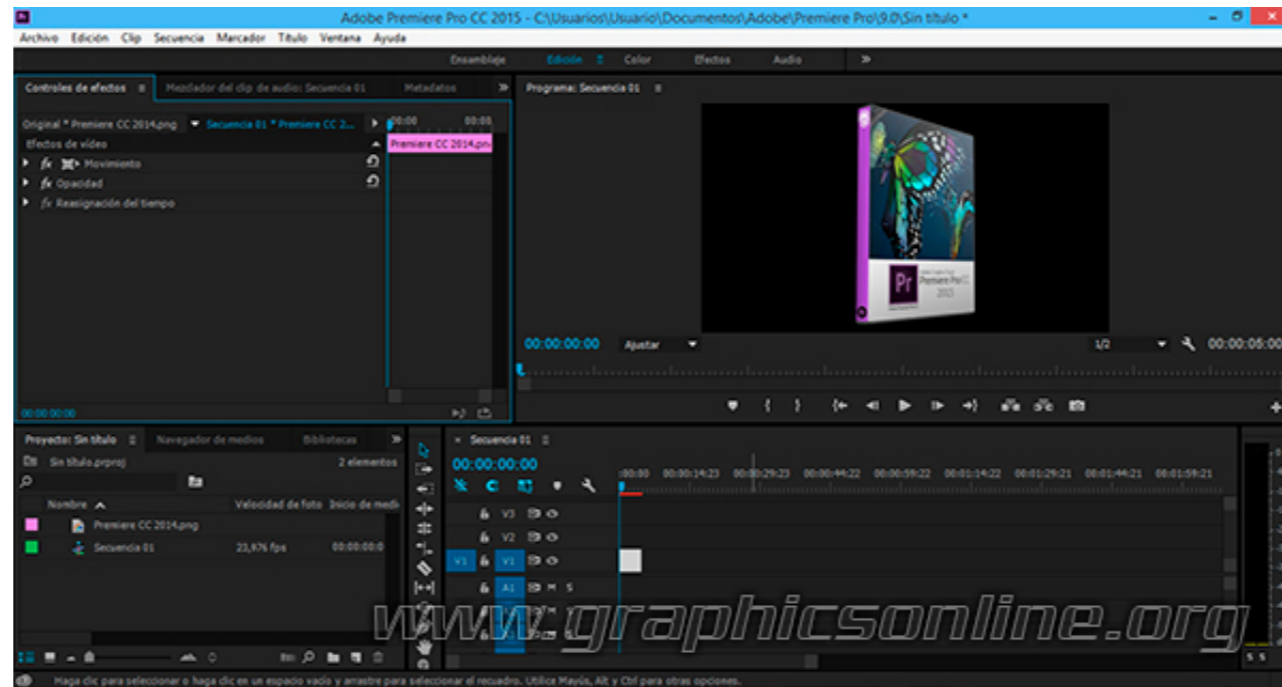 Adobe Premiere Pro CC 2015 - C:\Usuarios\Usuario\Documentos\Adobe\Premiere Pro\9.0\Sin título *
Archivo Edición Clip Secuencia Marcador Título Ventana Ayuda
Ensamblaje Edición Color Efectos Audio
Controles de efectos Mezclador del clip de audio: Secuencia 01 Metadatos
Programa: Secuencia 01
Original * Premiere CC 2014.png Secuencia 01 * Premiere CC 2... 00:00 00:00
Efectos de vídeo Premiere CC 2014.pn
fx Movimiento
fx Opacidad
fx Reasignación del tiempo
Pr Premiere Pro CC
2015
00:00:00:00 Ajustar 1/2 00:00:05:00
00:00:00:00
Proyecto: Sin título Navegador de medios Bibliotecas
Sin título.prproj 2 elementos
Nombre Velocidad de foto Inicio de medi
Premiere CC 2014.png
Secuencia 01 23,976 fps 00:00:00:0
Secuencia 01
00:00:00:00
:00:00 00:00:14:23 00:00:29:23 00:00:44:22 00:00:59:22 00:01:14:22 00:01:29:21 00:01:44:21 00:01:59:21
V3
V2
V1 V1
A1 M S
www.graphicsonline.org
S S
Haga clic para seleccionar o haga clic en un espacio vacío y arrastre para seleccionar el recuadro. Utilice Mayús, Alt y Ctrl para otras opciones.